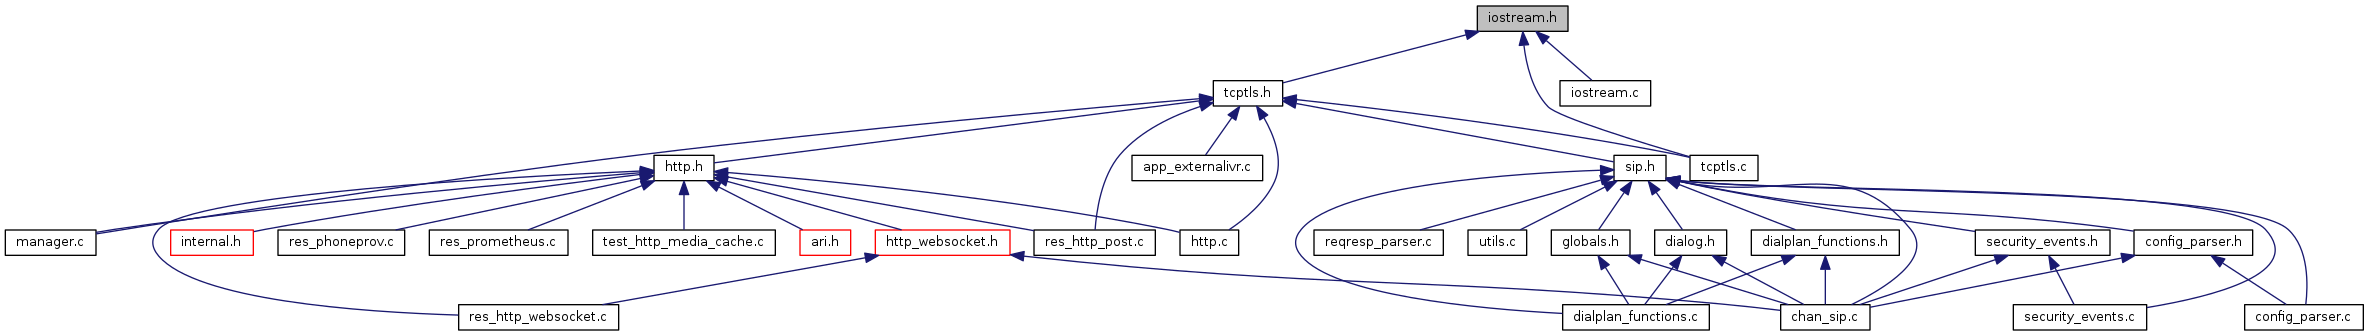 iostream.h
tcptls.h
iostream.c
http.h
app_externalivr.c
sip.h
tcptls.c
manager.c
internal.h
res_phoneprov.c
res_prometheus.c
test_http_media_cache.c
ari.h
http_websocket.h
res_http_post.c
http.c
reqresp_parser.c
utils.c
globals.h
dialog.h
dialplan_functions.h
security_events.h
config_parser.h
res_http_websocket.c
dialplan_functions.c
chan_sip.c
security_events.c
config_parser.c